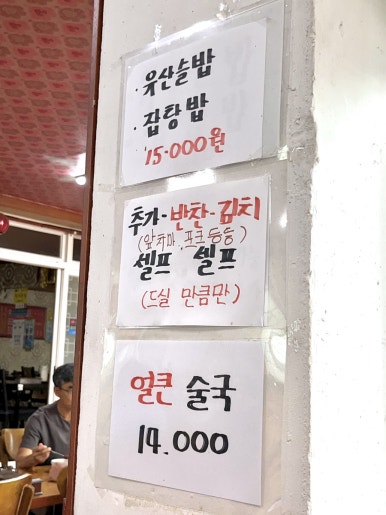 · 유산슬밥
· 잡탕밥
15.000원
추가-반찬-김치
(앞치마, 포크 등등)
셀프 셀프
(드실 만큼만)
얼큰 술국
14.000